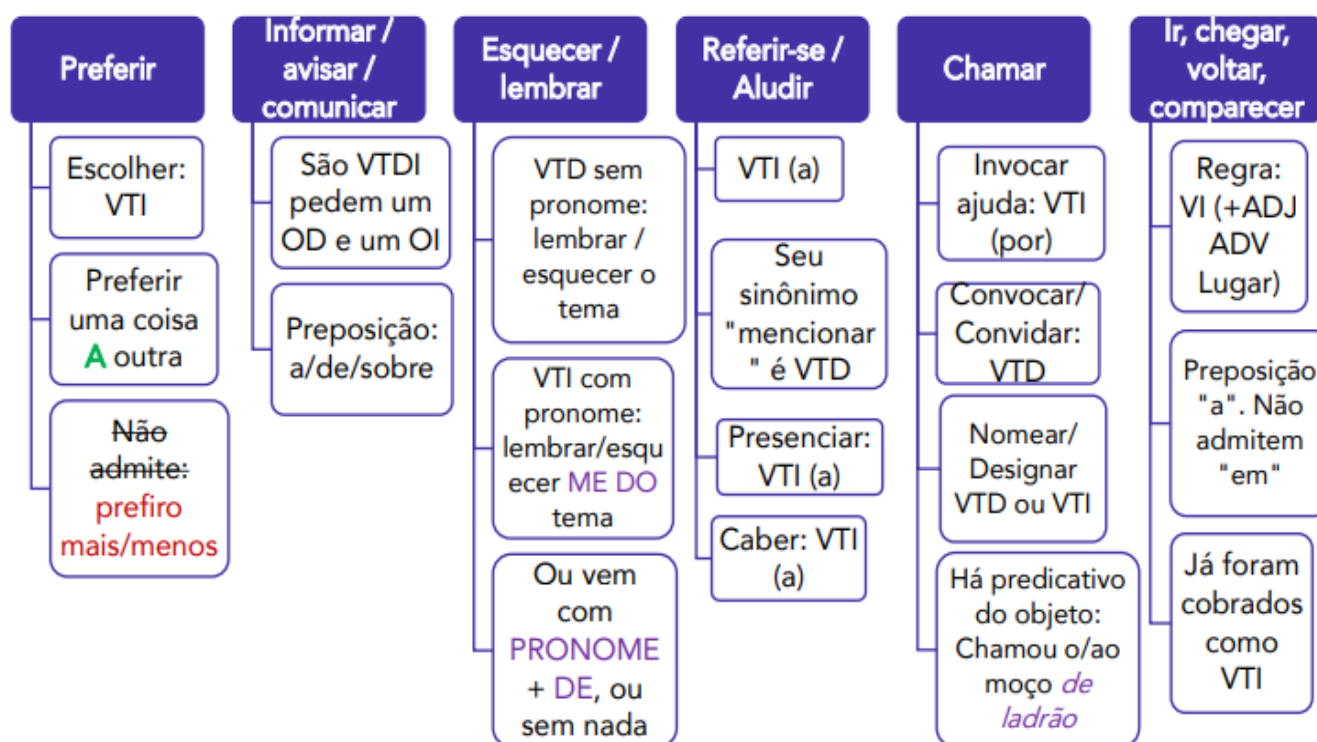 Preferir
Escolher:
VTI
Preferir
uma coisa
A outra
Não
admite:
prefiro
mais/menos
Informar /
avisar /
comunicar
São VTDI
pedem um
OD e um OI
Preposição:
a/de/sobre
Esquecer /
lembrar
VTD sem
pronome:
lembrar /
esquecer o
tema
VTI com
pronome:
lembrar/esqu
ecer ME DO
tema
Ou vem
com
PRONOME
+ DE, ou
sem nada
Referir-se /
Aludir
VTI (a)
Seu
sinônimo
"mencionar
" é VTD
Presenciar:
VTI (a)
Caber: VTI
(a)
Chamar
Invocar
ajuda: VTI
(por)
Convocar/
Convidar:
VTD
Nomear/
Designar
VTD ou VTI
Há predicativo
do objeto:
Chamou o/ao
moço de
ladrão
Ir, chegar,
voltar,
comparecer
Regra:
VI (+ADJ
ADV
Lugar)
Preposição
"a". Não
admitem
"em"
Já foram
cobrados
como
VTI